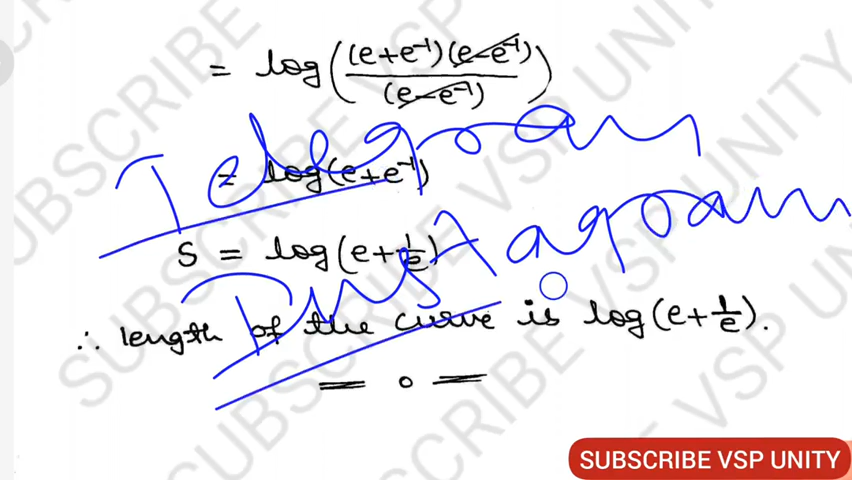 = log((e+e⁻¹)(e-e⁻¹)/(e-e⁻¹))
Telegram
= log(e+e⁻¹)
S = log(e+1/e)
Instagram
∴ length of the curve is log(e+1/e).
= o =
SUBSCRIBE VSP UNITY